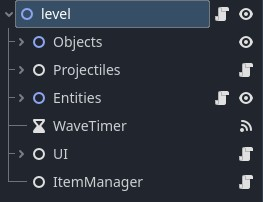 level
Objects
Projectiles
Entities
WaveTimer
UI
ItemManager